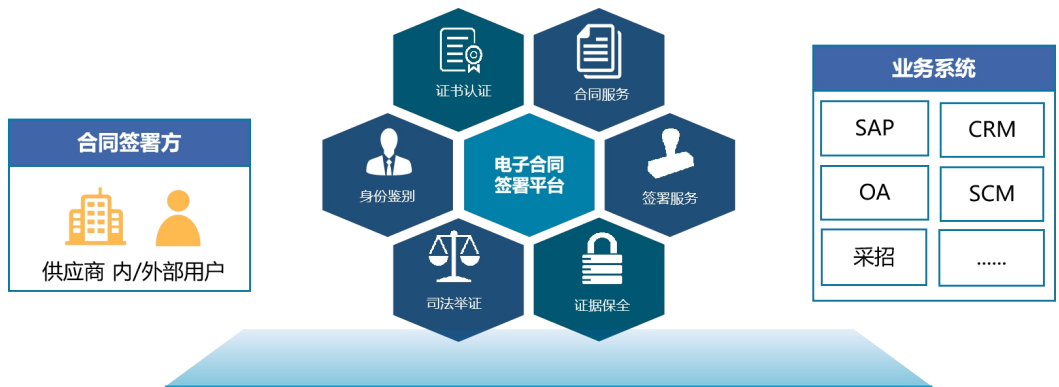 合同签署方
供应商 内/外部用户
证书认证
合同服务
身份鉴别
电子合同
签署平台
签署服务
司法举证
证据保全
业务系统
SAP
CRM
OA
SCM
采招
......